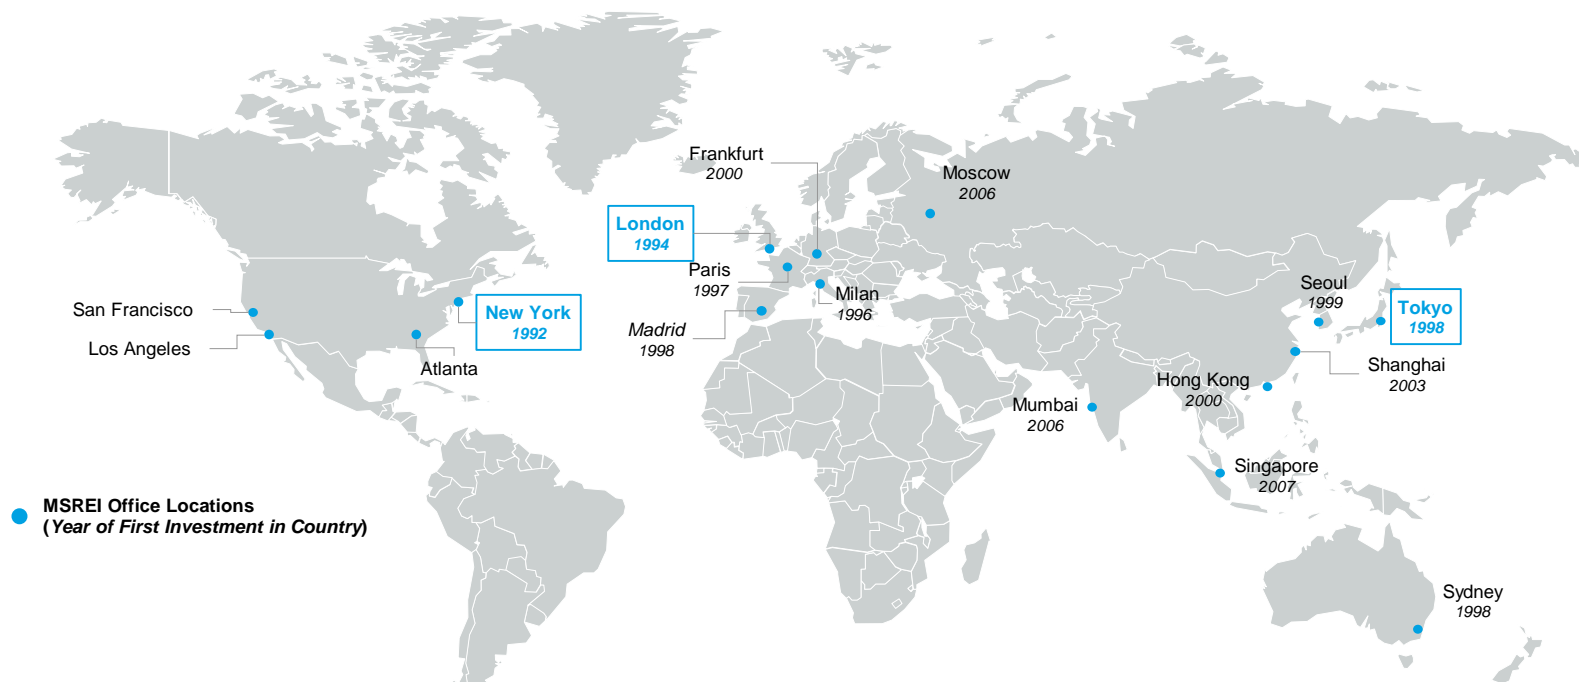 Frankfurt
2000
Moscow
2006
London
1994
Paris
1997
Milan
1996
Seoul
1999
Tokyo
1998
San Francisco
New York
1992
Madrid
1998
Los Angeles
Atlanta
Shanghai
2003
Hong Kong
2000
Mumbai
2006
Singapore
2007
MSREI Office Locations
(Year of First Investment in Country)
Sydney
1998